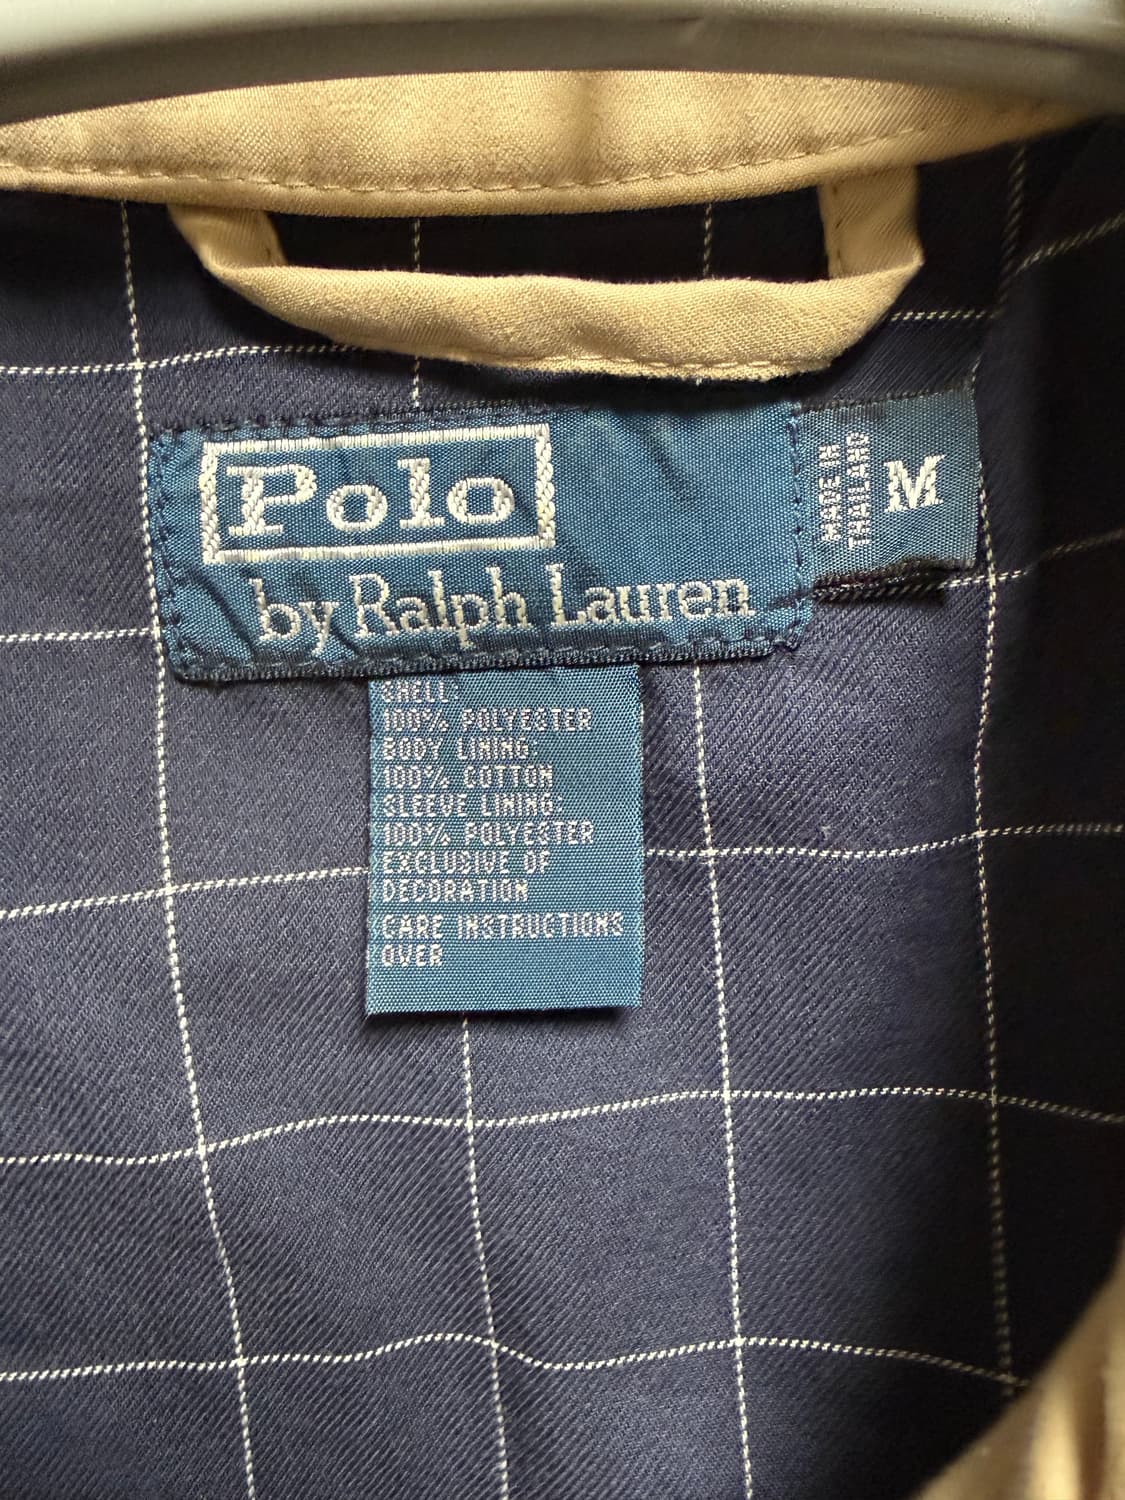 Polo
by Ralph Lauren
MADE IN
THAILAND
M
SHELL:
100% POLYESTER
BODY LINING:
100% COTTON
SLEEVE LINING:
100% POLYESTER
EXCLUSIVE OF
DECORATION
CARE INSTRUCTIONS
OVER